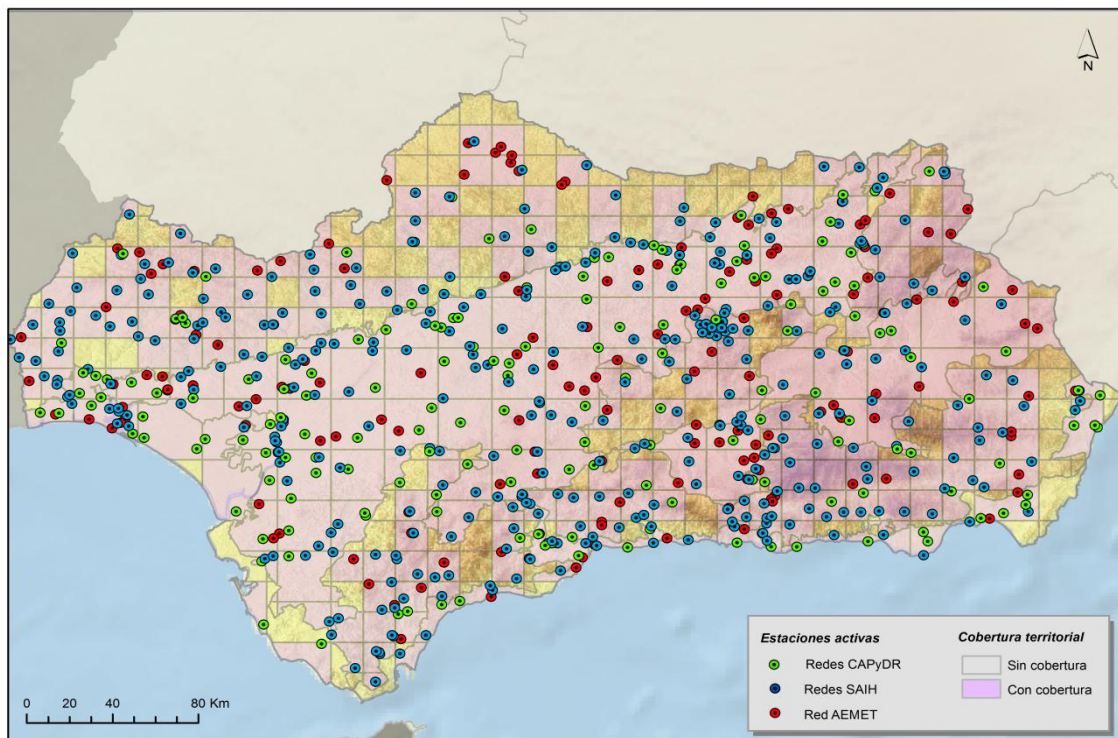 N
Estaciones activas
Redes CAPyDR
Redes SAIH
Red AEMET
Cobertura territorial
Sin cobertura
Con cobertura
0 20 40 80 Km